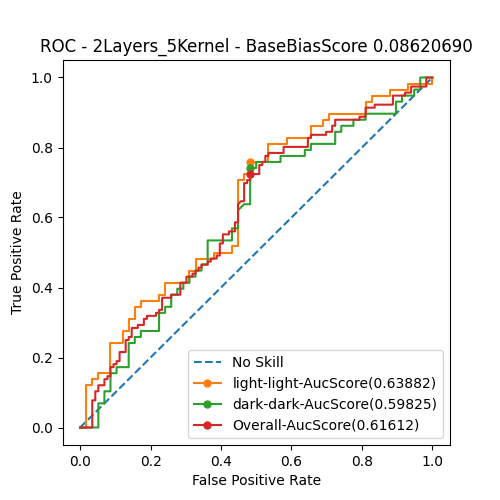 ROC - 2Layers_5Kernel - BaseBiasScore 0.08620690
1.0
0.8
0.6
0.4
0.2
0.0
True Positive Rate
No Skill
light-light-AucScore(0.63882)
dark-dark-AucScore(0.59825)
Overall-AucScore(0.61612)
0.0 0.2 0.4 0.6 0.8 1.0
False Positive Rate